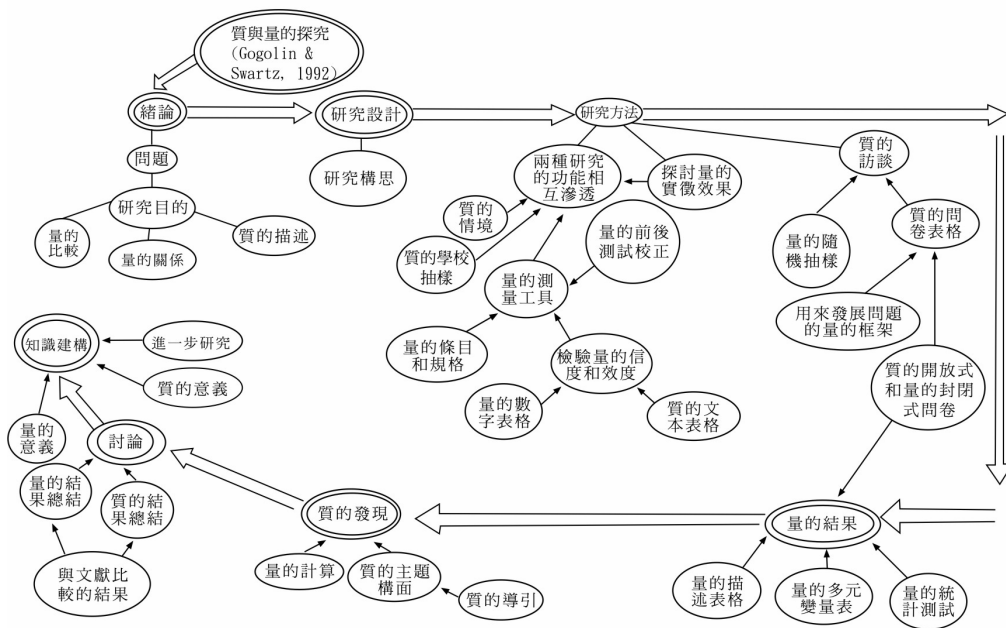 質與量的探究
(Gogolin &
Swartz, 1992)
緒論
研究設計
研究方法
問題
研究目的
量的
比較
量的關係
質的描述
研究構思
兩種研究
的功能相
互滲透
探討量的
實徵效果
質的
訪談
質的
情境
質的學校
抽樣
量的前後
測試校正
量的測
量工具
量的隨
機抽樣
質的問
卷表格
用來發展問題
的量的框架
量的條目
和規格
檢驗量的信
度和效度
量的數
字表格
質的文
本表格
質的開放式
和量的封閉
式問卷
知識建構
進一步研究
質的意義
量的
意義
討論
量的結
果總結
質的結
果總結
與文獻比
較的結果
質的發現
量的計算
質的主題
構面
質的導引
量的結果
量的描
述表格
量的多元
變量表
量的統
計測試